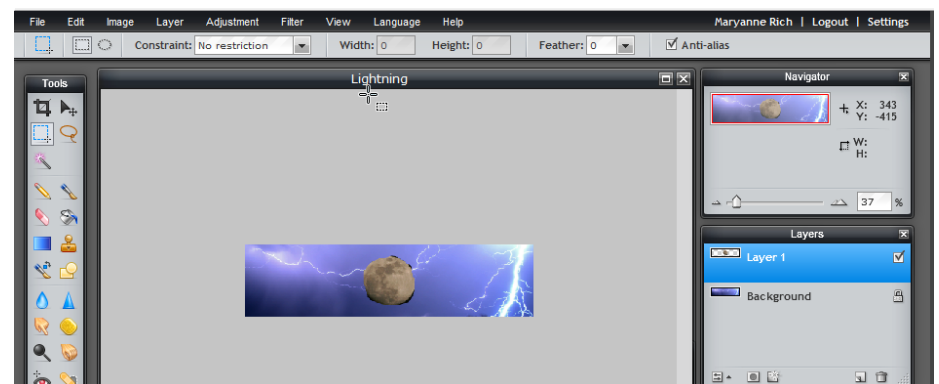 File Edit Image Layer Adjustment Filter View Language Help Maryanne Rich | Logout | Settings
Constraint: No restriction Width: 0 Height: 0 Feather: 0 Anti-alias
Tools
Lightning
Navigator
X: 343
Y: -415
W:
H:
37 %
Layers
Layer 1
Background